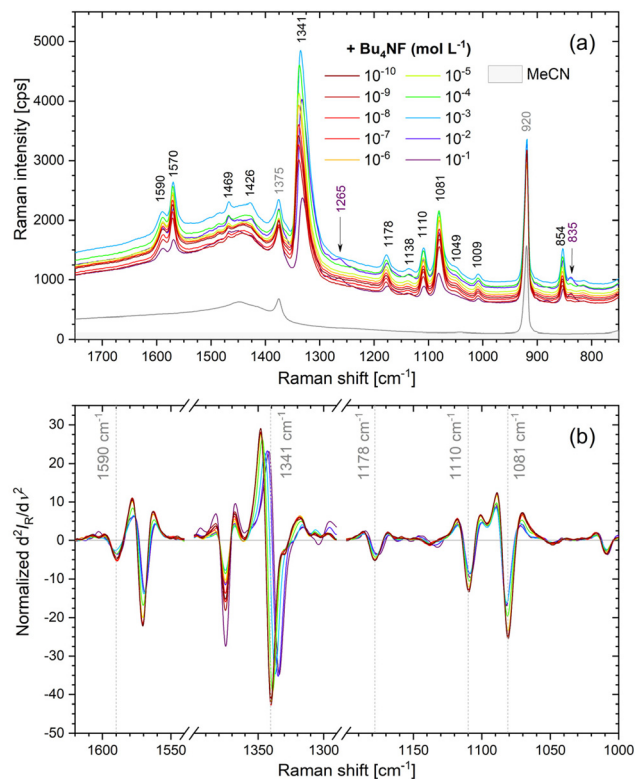 (a)
+ Bu₄NF (mol L⁻¹)
10⁻¹⁰
10⁻⁹
10⁻⁸
10⁻⁷
10⁻⁶
10⁻⁵
10⁻⁴
10⁻³
10⁻²
10⁻¹
MeCN
1590
1570
1469
1426
1375
1341
1265
1178
1138
1110
1081
1049
1009
920
854
835
Raman intensity [cps]
5000
4000
3000
2000
1000
0
1700 1600 1500 1400 1300 1200 1100 1000 900 800
Raman shift [cm⁻¹]
(b)
1590 cm⁻¹
1341 cm⁻¹
1178 cm⁻¹
1110 cm⁻¹
1081 cm⁻¹
Normalized d²I_R/dν²
30
20
10
0
-10
-20
-30
-40
-50
1600 1550 1350 1300 1150 1100 1050 1000
Raman shift [cm⁻¹]